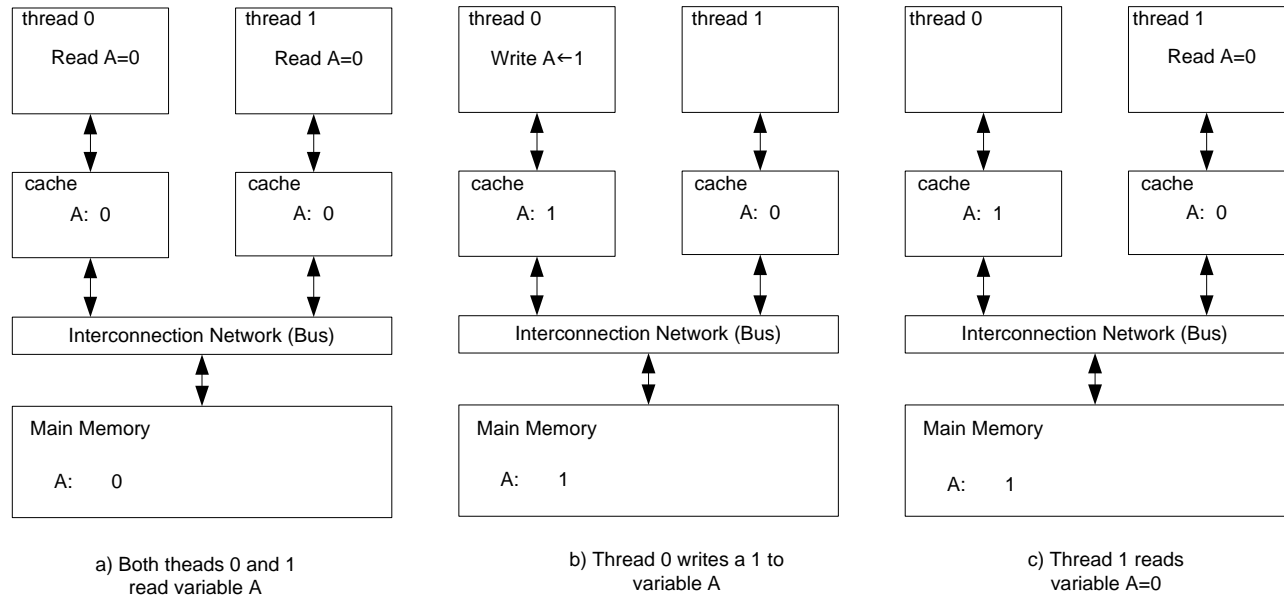 thread 0
Read A=0
thread 1
Read A=0
cache
A: 0
cache
A: 0
Interconnection Network (Bus)
Main Memory
A: 0
a) Both theads 0 and 1
read variable A
thread 0
Write A←1
thread 1
cache
A: 1
cache
A: 0
Interconnection Network (Bus)
Main Memory
A: 1
b) Thread 0 writes a 1 to
variable A
thread 0
thread 1
Read A=0
cache
A: 1
cache
A: 0
Interconnection Network (Bus)
Main Memory
A: 1
c) Thread 1 reads
variable A=0